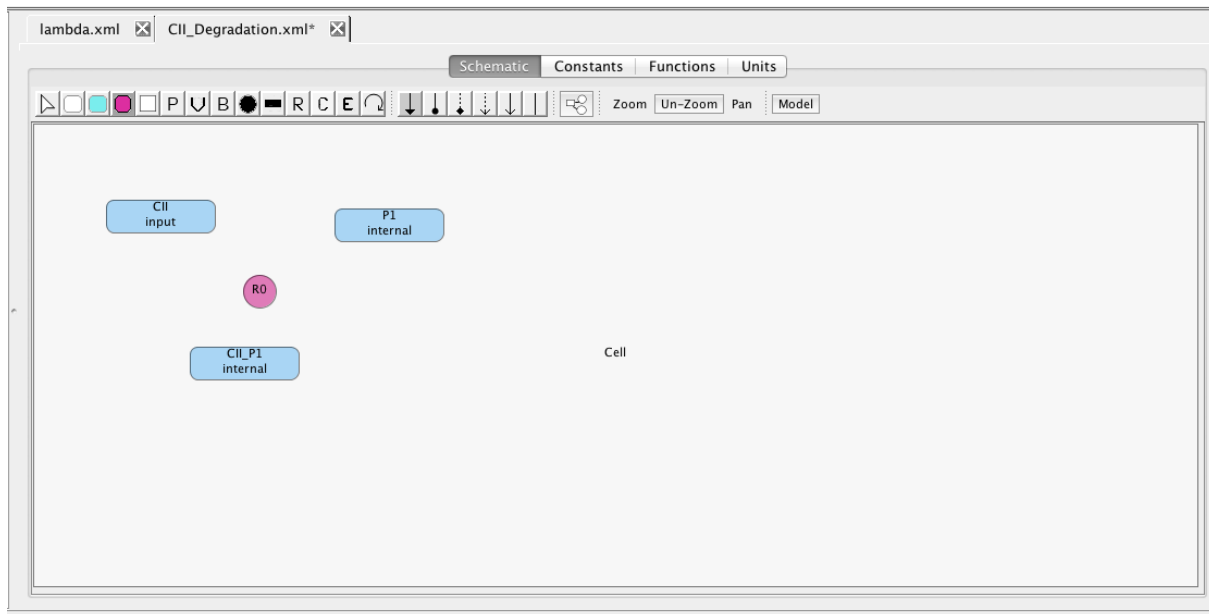 lambda.xml CII_Degradation.xml*
Schematic Constants Functions Units
P V B R C E Zoom Un-Zoom Pan Model
CII
input
P1
internal
R0
CII_P1
internal
Cell